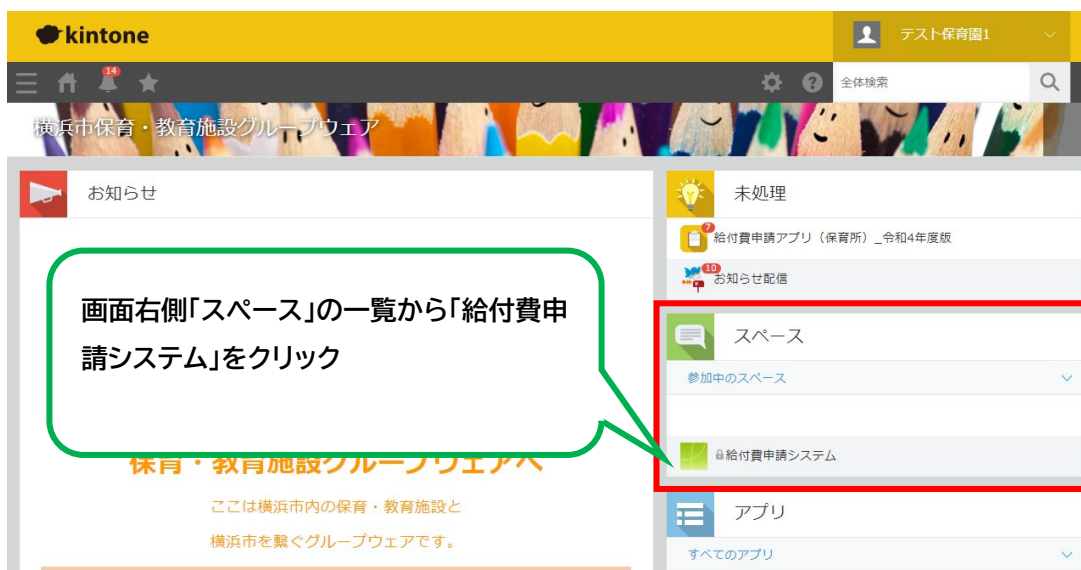 kintone
テスト保育園1
14
全体検索
横浜市保育・教育施設グループウェア
お知らせ
画面右側「スペース」の一覧から「給付費申
請システム」をクリック
保育・教育施設グループウェアへ
ここは横浜市内の保育・教育施設と
横浜市を繋ぐグループウェアです。
未処理
7
給付費申請アプリ（保育所）_令和4年度版
10
お知らせ配信
スペース
参加中のスペース
給付費申請システム
アプリ
すべてのアプリ